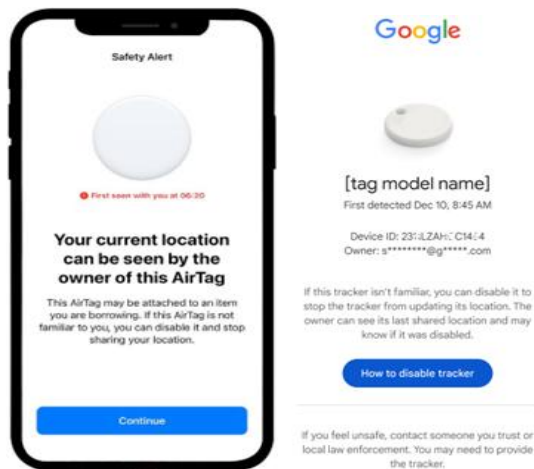 Safety Alert
First seen with you at 06:20
Your current location
can be seen by the
owner of this AirTag
This AirTag may be attached to an item
you are borrowing. If this AirTag is not
familiar to you, you can disable it and stop
sharing your location.
Continue
Google
[tag model name]
First detected Dec 10, 8:45 AM
Device ID:
Owner: s********@g*****.com
If this tracker isn't familiar, you can disable it to
stop the tracker from updating its location. The
owner can see its last shared location and may
know if it was disabled.
How to disable tracker
If you feel unsafe, contact someone you trust or
local law enforcement. You may need to provide
the tracker.